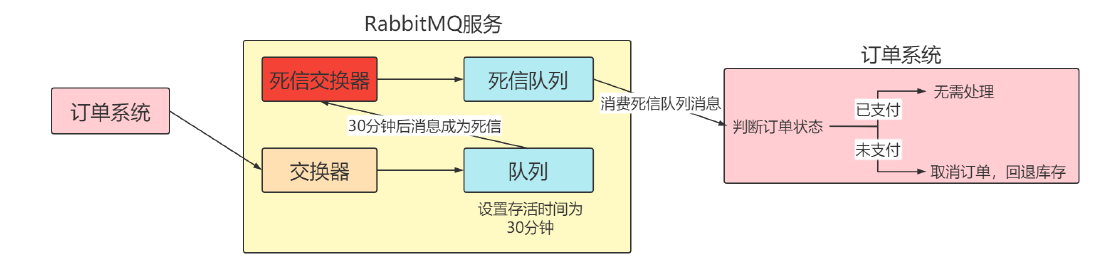 RabbitMQ服务
订单系统
死信交换器
死信队列
消费死信队列消息
30分钟后消息成为死信
交换器
队列
设置存活时间为
30分钟
订单系统
判断订单状态
已支付
无需处理
未支付
取消订单，回退库存